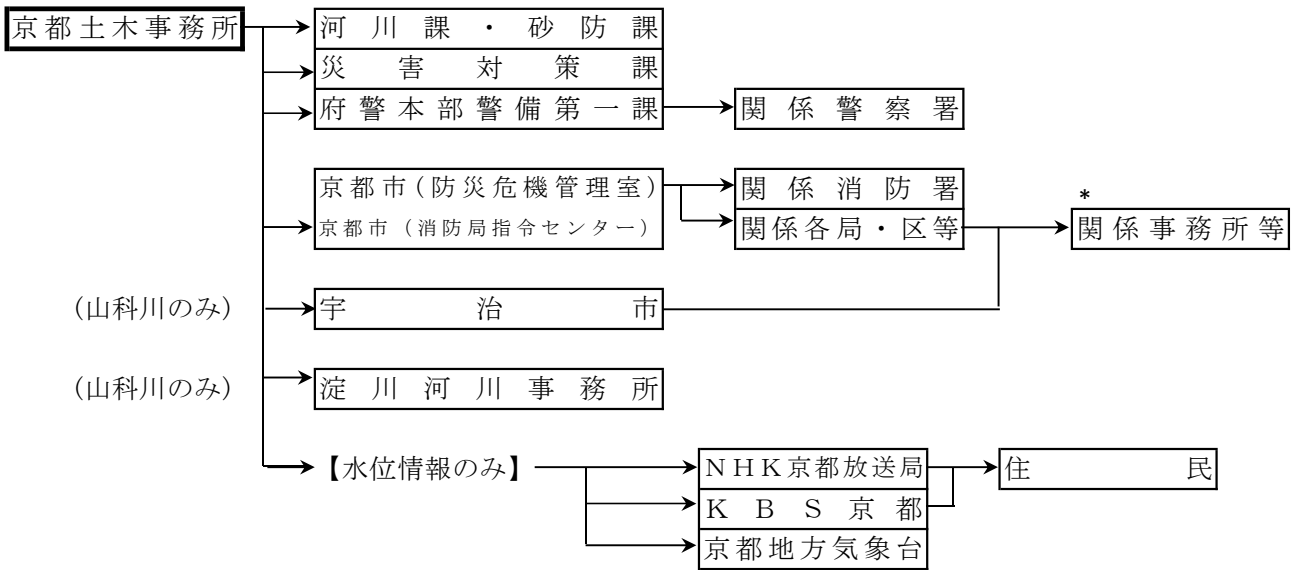 京都土木事務所
河川課・砂防課
災害対策課
府警本部警備第一課
関係警察署
京都市(防災危機管理室)
京都市（消防局指令センター）
関係消防署
関係各局・区等
*
関係事務所等
（山科川のみ）
宇治市
（山科川のみ）
淀川河川事務所
【水位情報のみ】
ＮＨＫ京都放送局
ＫＢＳ京都
京都地方気象台
住民